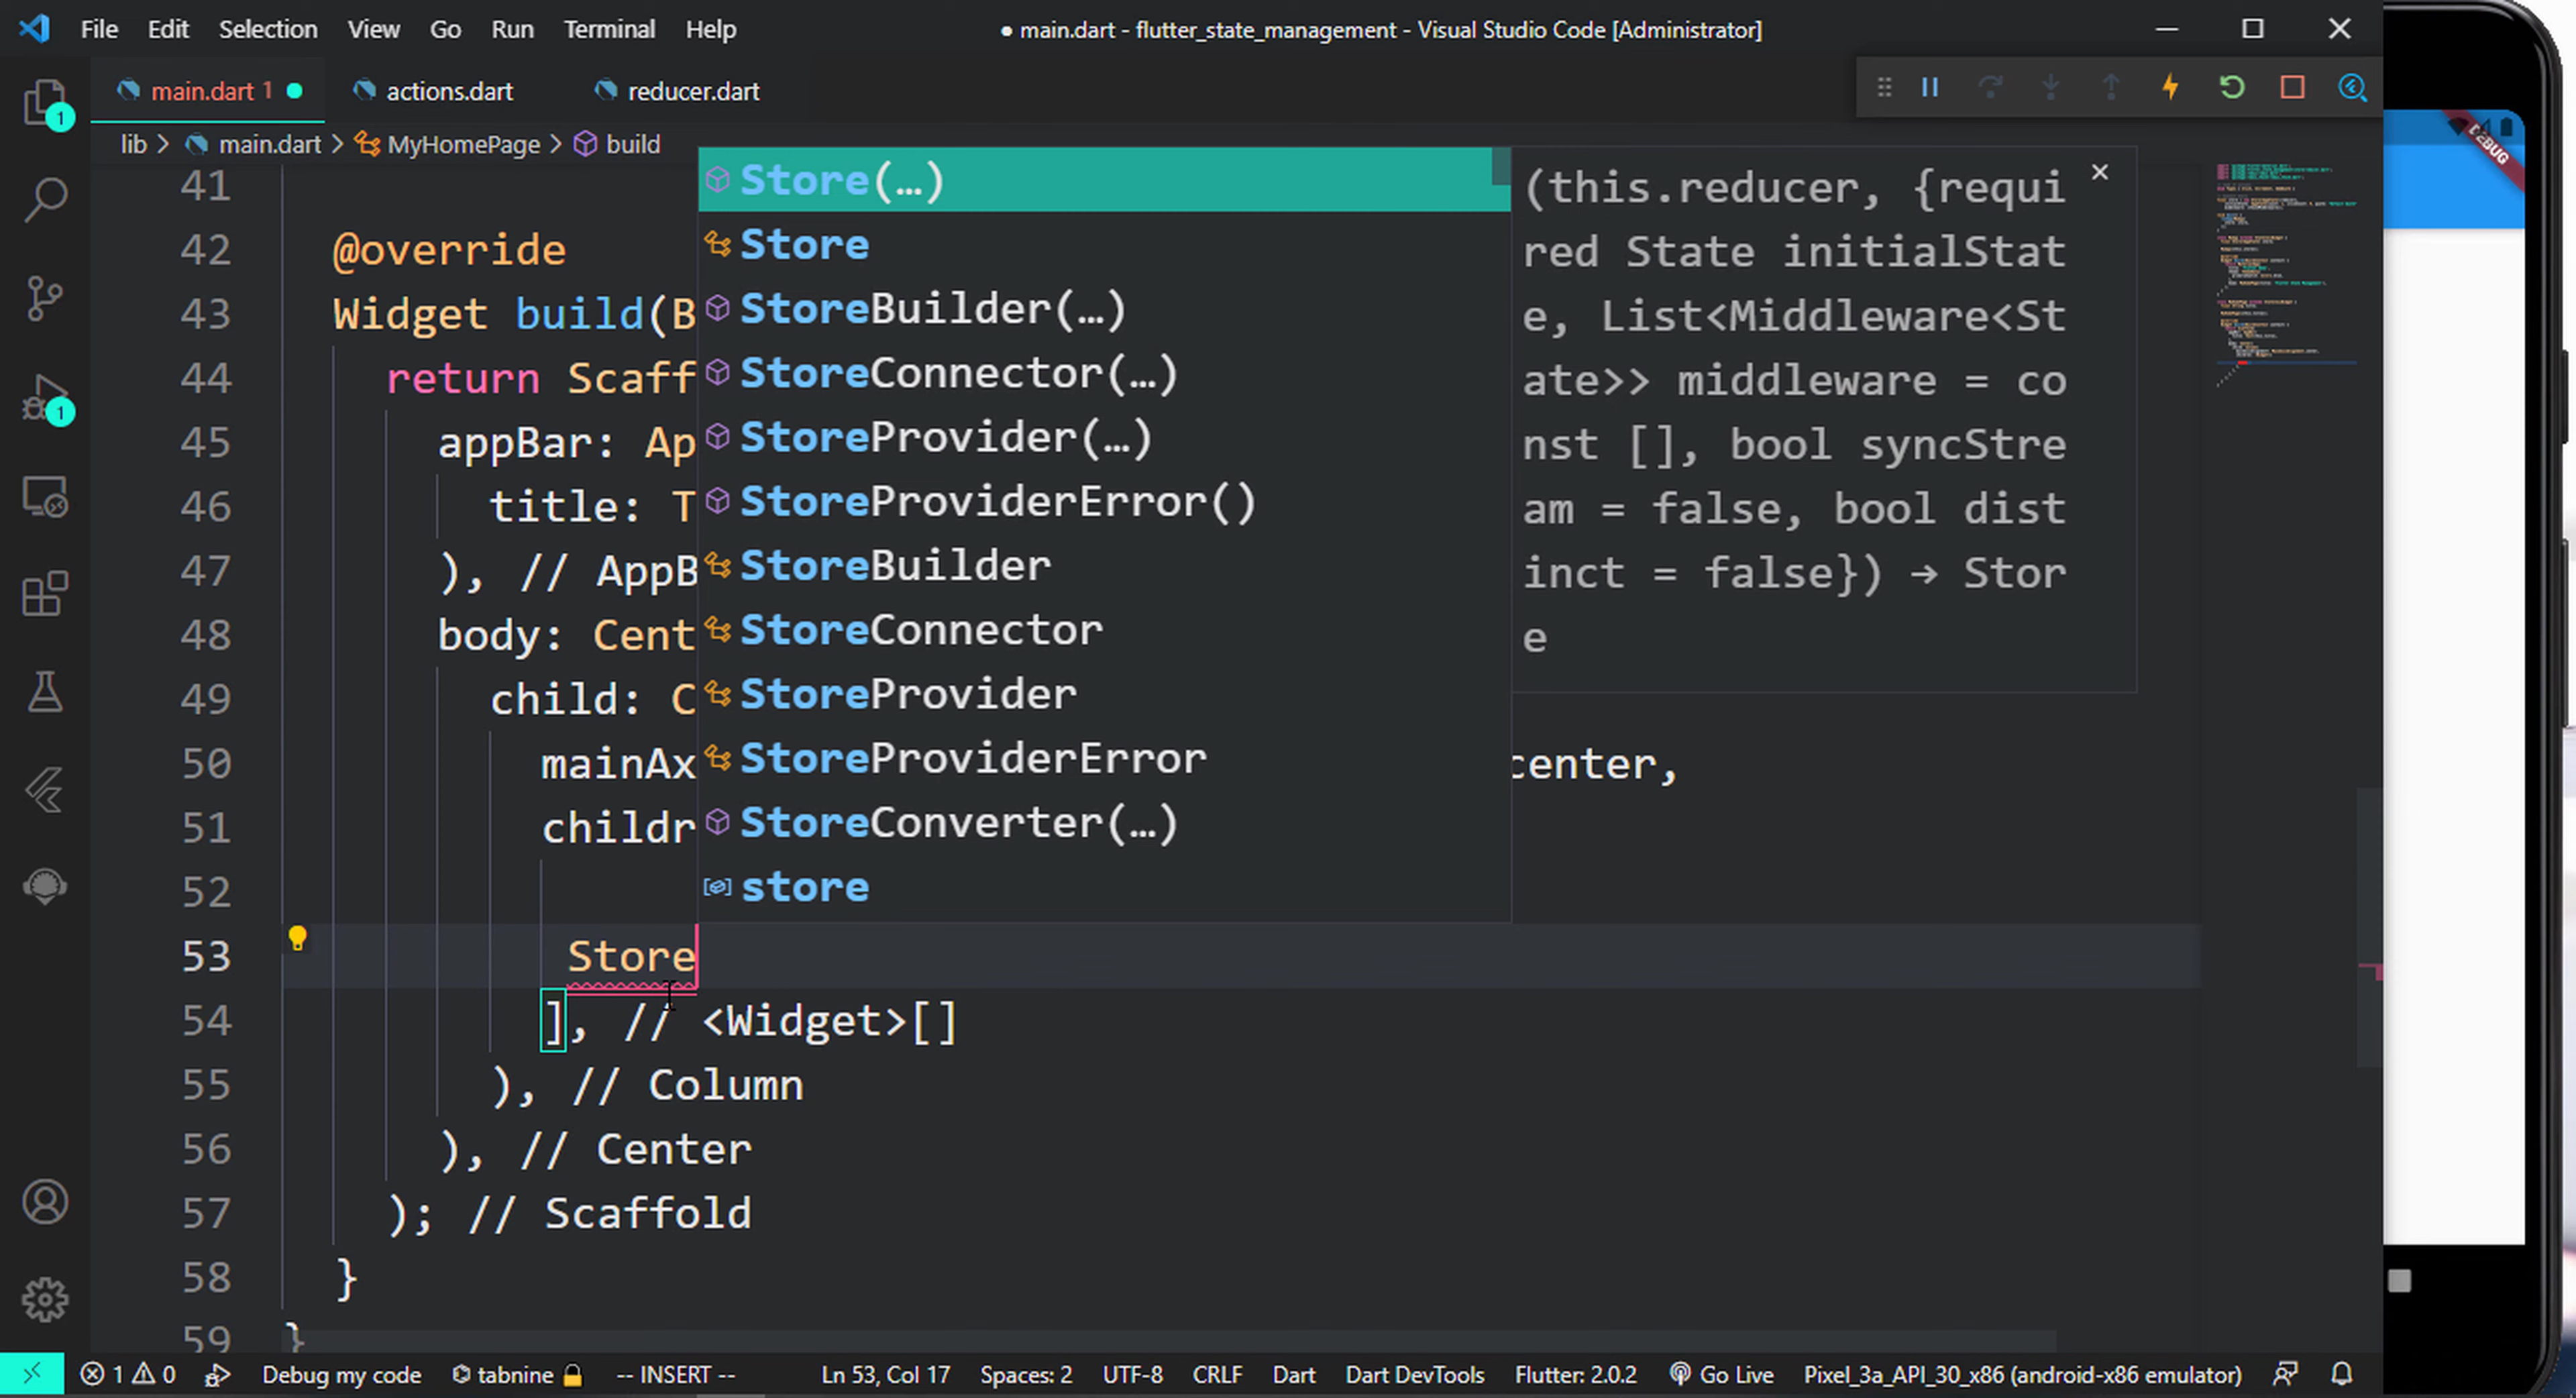 File Edit Selection View Go Run Terminal Help
● main.dart - flutter_state_management - Visual Studio Code [Administrator]
main.dart 1 ●
actions.dart
reducer.dart
lib > main.dart > MyHomePage > build
41
42 @override
43 Widget build(B
44 return Scaff
45 appBar: Ap
46 title: T
47 ), // AppB
48 body: Cent
49 child: C
50 mainAx center,
51 childr
52
53 Store
54 ], // <Widget>[]
55 ), // Column
56 ), // Center
57 ); // Scaffold
58 }
59 }
Store(…)
Store
StoreBuilder(…)
StoreConnector(…)
StoreProvider(…)
StoreProviderError()
StoreBuilder
StoreConnector
StoreProvider
StoreProviderError
StoreConverter(…)
store
(this.reducer, {requi
red State initialStat
e, List<Middleware<St
ate>> middleware = co
nst [], bool syncStre
am = false, bool dist
inct = false}) → Stor
e
1
1
DEBUG
1 0 Debug my code tabnine -- INSERT -- Ln 53, Col 17 Spaces: 2 UTF-8 CRLF Dart Dart DevTools Flutter: 2.0.2 Go Live Pixel_3a_API_30_x86 (android-x86 emulator)